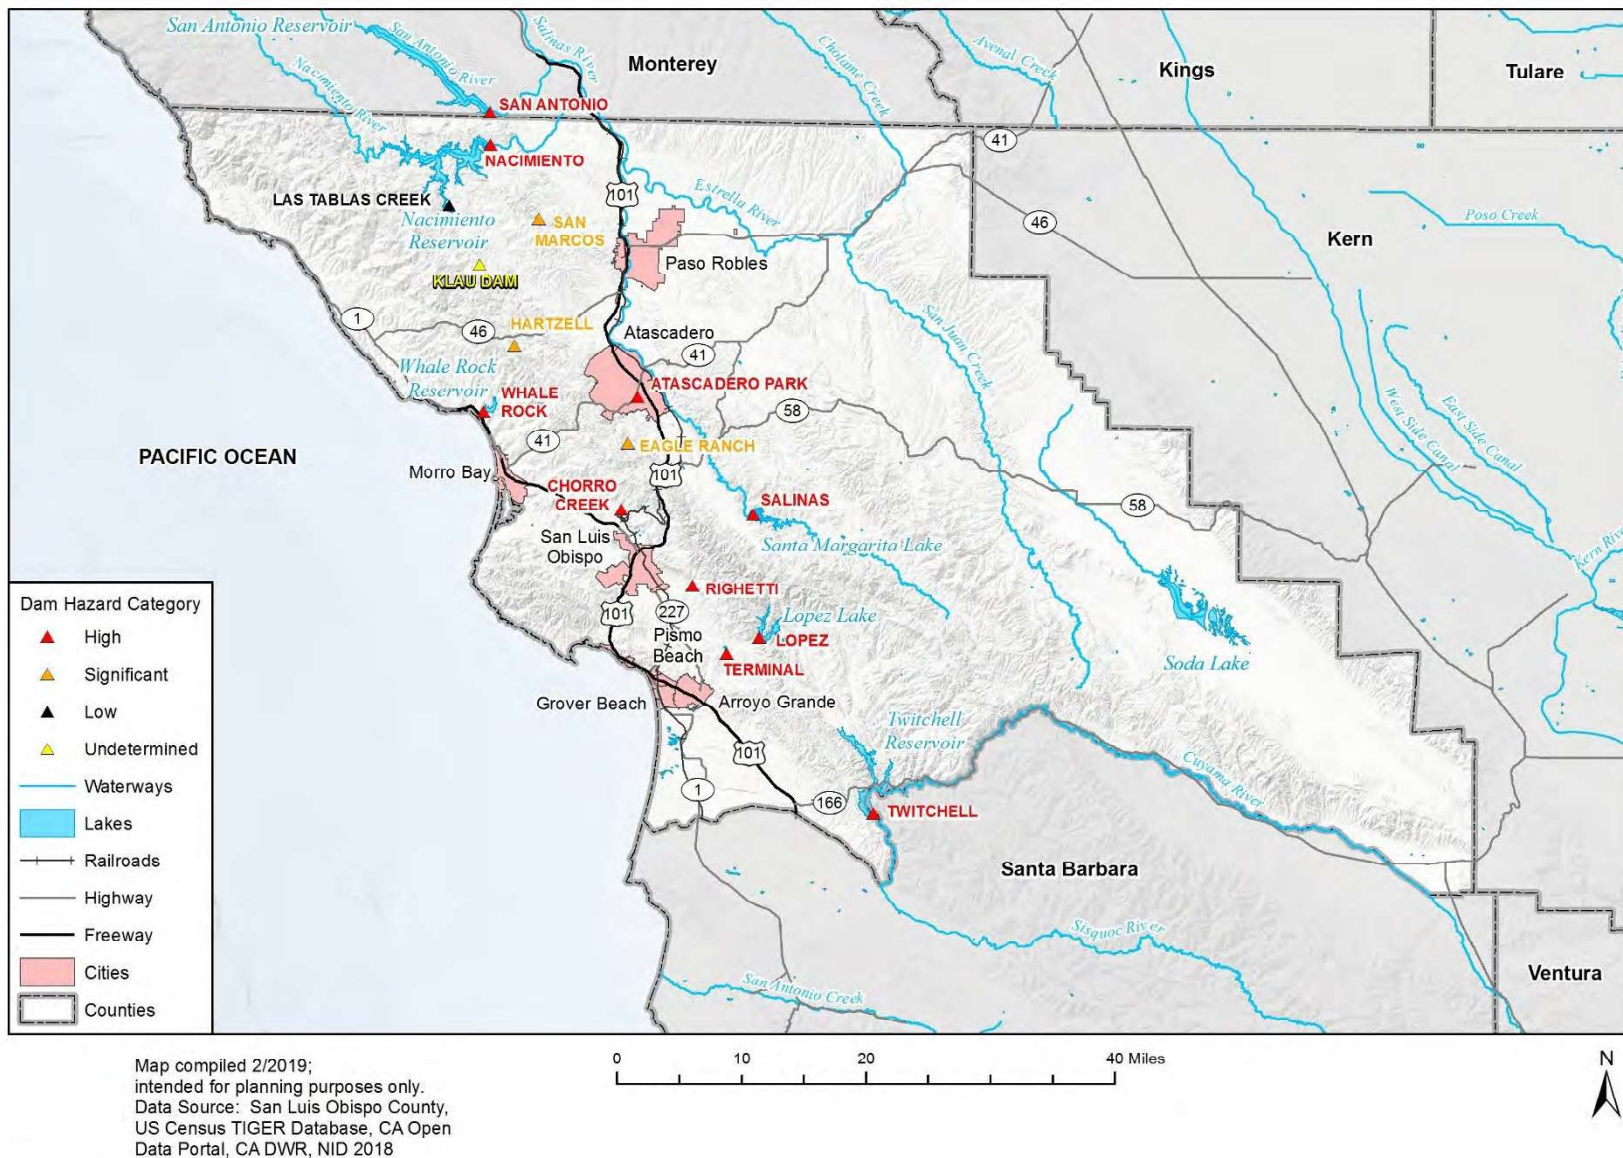 San Antonio Reservoir
San Antonio River
Salinas River
Nacimiento River
Monterey
Cholame Creek
Avenal Creek
Kings
Tulare
SAN ANTONIO
NACIMIENTO
41
101
Estrella River
LAS TABLAS CREEK
Nacimiento
Reservoir
SAN
MARCOS
46
Poso Creek
Kern
KLAU DAM
Paso Robles
1
46
HARTZELL
Atascadero
41
San Juan Creek
Whale Rock
Reservoir
WHALE
ROCK
ATASCADERO PARK
58
East Side Canal
West Side Canal
41
EAGLE RANCH
PACIFIC OCEAN
Morro Bay
101
CHORRO
CREEK
SALINAS
58
San Luis
Obispo
Santa Margarita Lake
Kern River
RIGHETTI
101
227
Lopez Lake
Pismo
Beach
LOPEZ
TERMINAL
Soda Lake
Grover Beach
Arroyo Grande
Twitchell
Reservoir
101
Cuyama River
1
166
TWITCHELL
Santa Barbara
Sisquoc River
San Antonio Creek
Ventura
Dam Hazard Category
High
Significant
Low
Undetermined
Waterways
Lakes
Railroads
Highway
Freeway
Cities
Counties
Map compiled 2/2019;
intended for planning purposes only.
Data Source: San Luis Obispo County,
US Census TIGER Database, CA Open
Data Portal, CA DWR, NID 2018
0 10 20 40 Miles
N